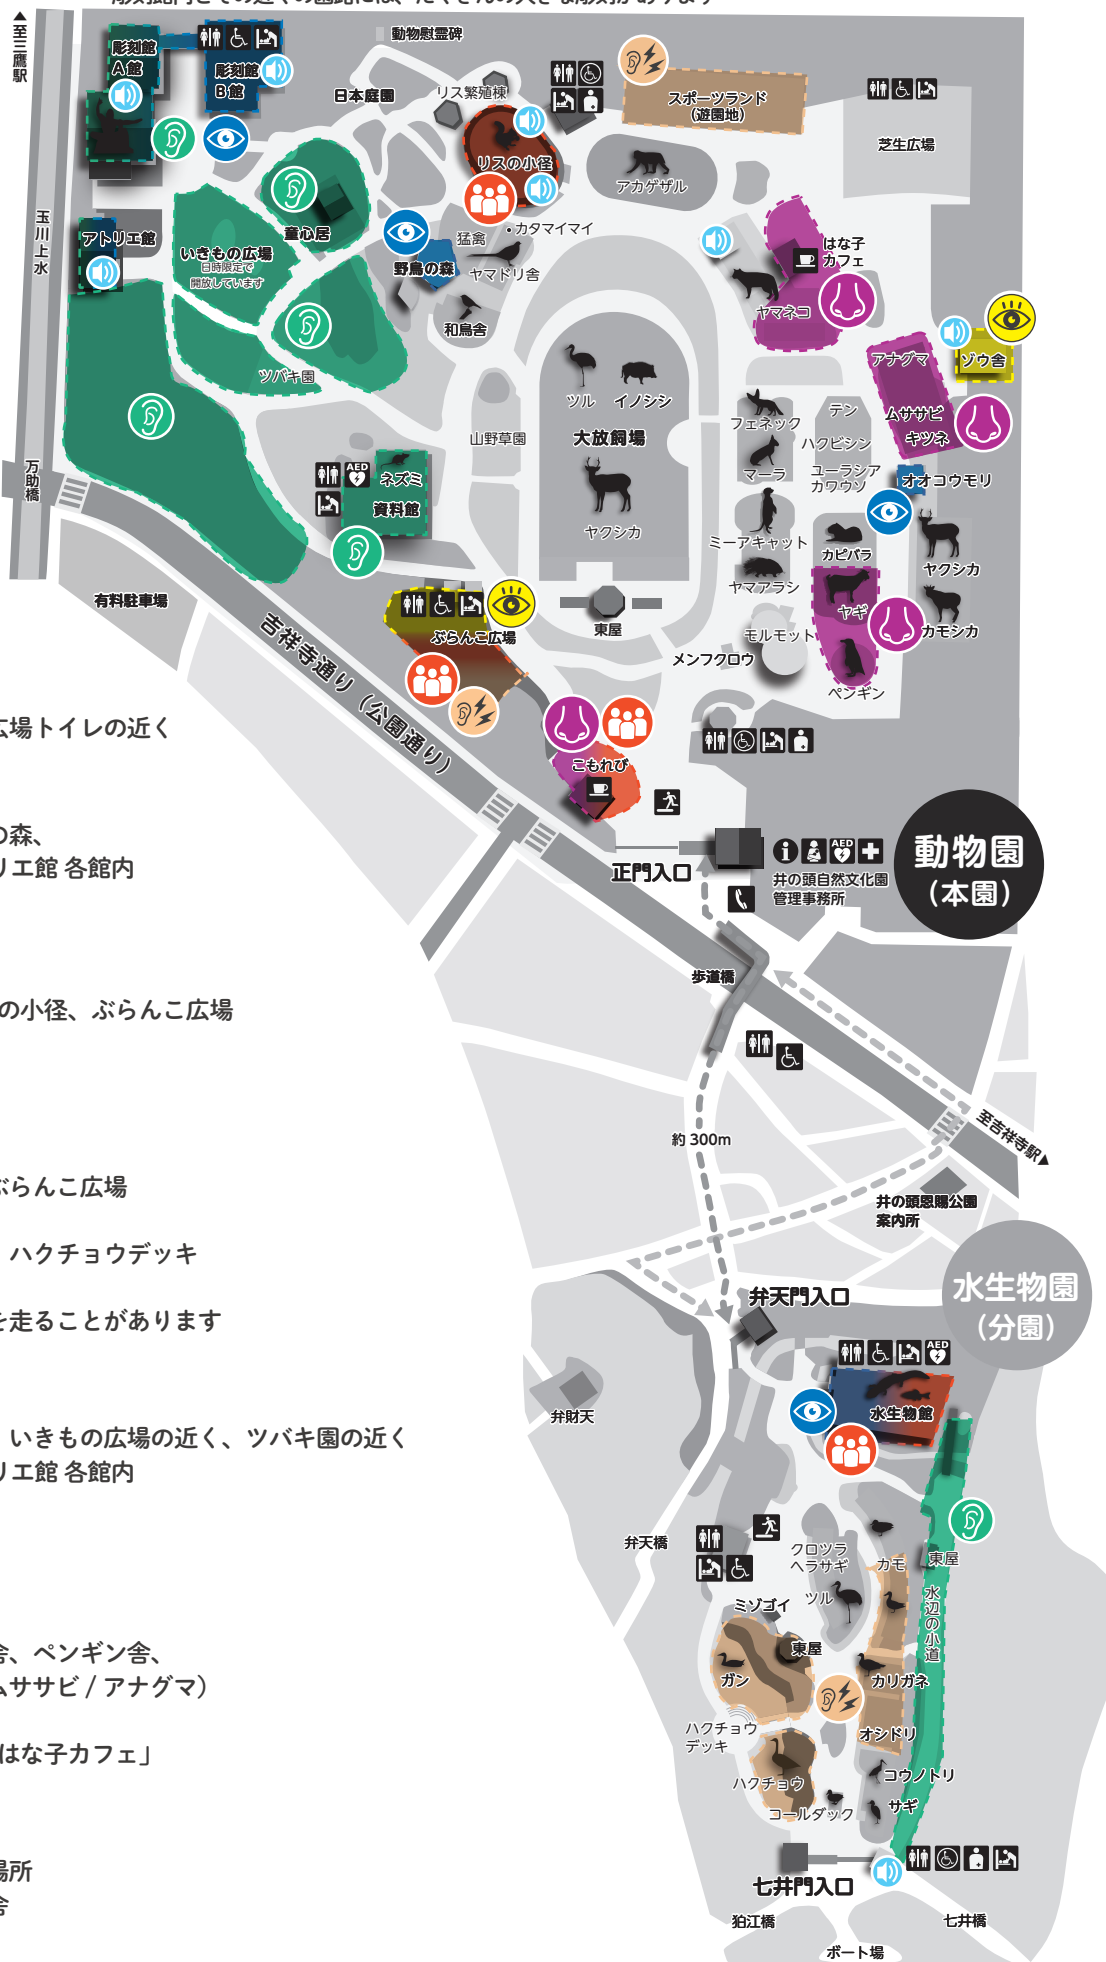 ▲至三鷹駅
動物慰霊碑
彫刻館
A 館
彫刻館
B 館
日本庭園
リス繁殖棟
スポーツランド
（遊園地）
芝生広場
リスの小径
アカゲザル
玉川上水
アトリエ館
いきもの広場
日時限定で
開放しています
童心居
野鳥の森
猛禽
カタマイマイ
ヤマドリ舎
和鳥舎
はな子
カフェ
ヤマネコ
アナグマ
ゾウ舎
ムササビ
キツネ
ツバキ園
ツル
イノシシ
大放飼場
ヤクシカ
山野草園
フェネック
テン
ハクビシン
マーラ
ユーラシア
カワウソ
オオコウモリ
ミーアキャット
カピバラ
ヤクシカ
ヤマアラシ
ヤギ
カモシカ
モルモット
メンフクロウ
ペンギン
AED
ネズミ
資料館
万助橋
有料駐車場
吉祥寺通り（公園通り）
ぶらんこ広場
東屋
こもれび
正門入口
AED
井の頭自然文化園
管理事務所
動物園
（本園）
広場トイレの近く
の森、
リエ館 各館内
の小径、ぶらんこ広場
ぶらんこ広場
ハクチョウデッキ
を走ることがあります
いきもの広場の近く、ツバキ園の近く
リエ館 各館内
舎、ペンギン舎、
ムササビ / アナグマ）
はな子カフェ」
場所
舎
歩道橋
約 300m
至吉祥寺駅▲
井の頭恩賜公園
案内所
水生物園
（分園）
弁天門入口
AED
水生物館
弁財天
弁天橋
クロツラ
ヘラサギ
カモ
東屋
水辺の小道
ツル
ミゾゴイ
東屋
ガン
カリガネ
ハクチョウ
デッキ
オシドリ
ハクチョウ
コウノトリ
コールダック
サギ
七井門入口
狛江橋
七井橋
ボート場